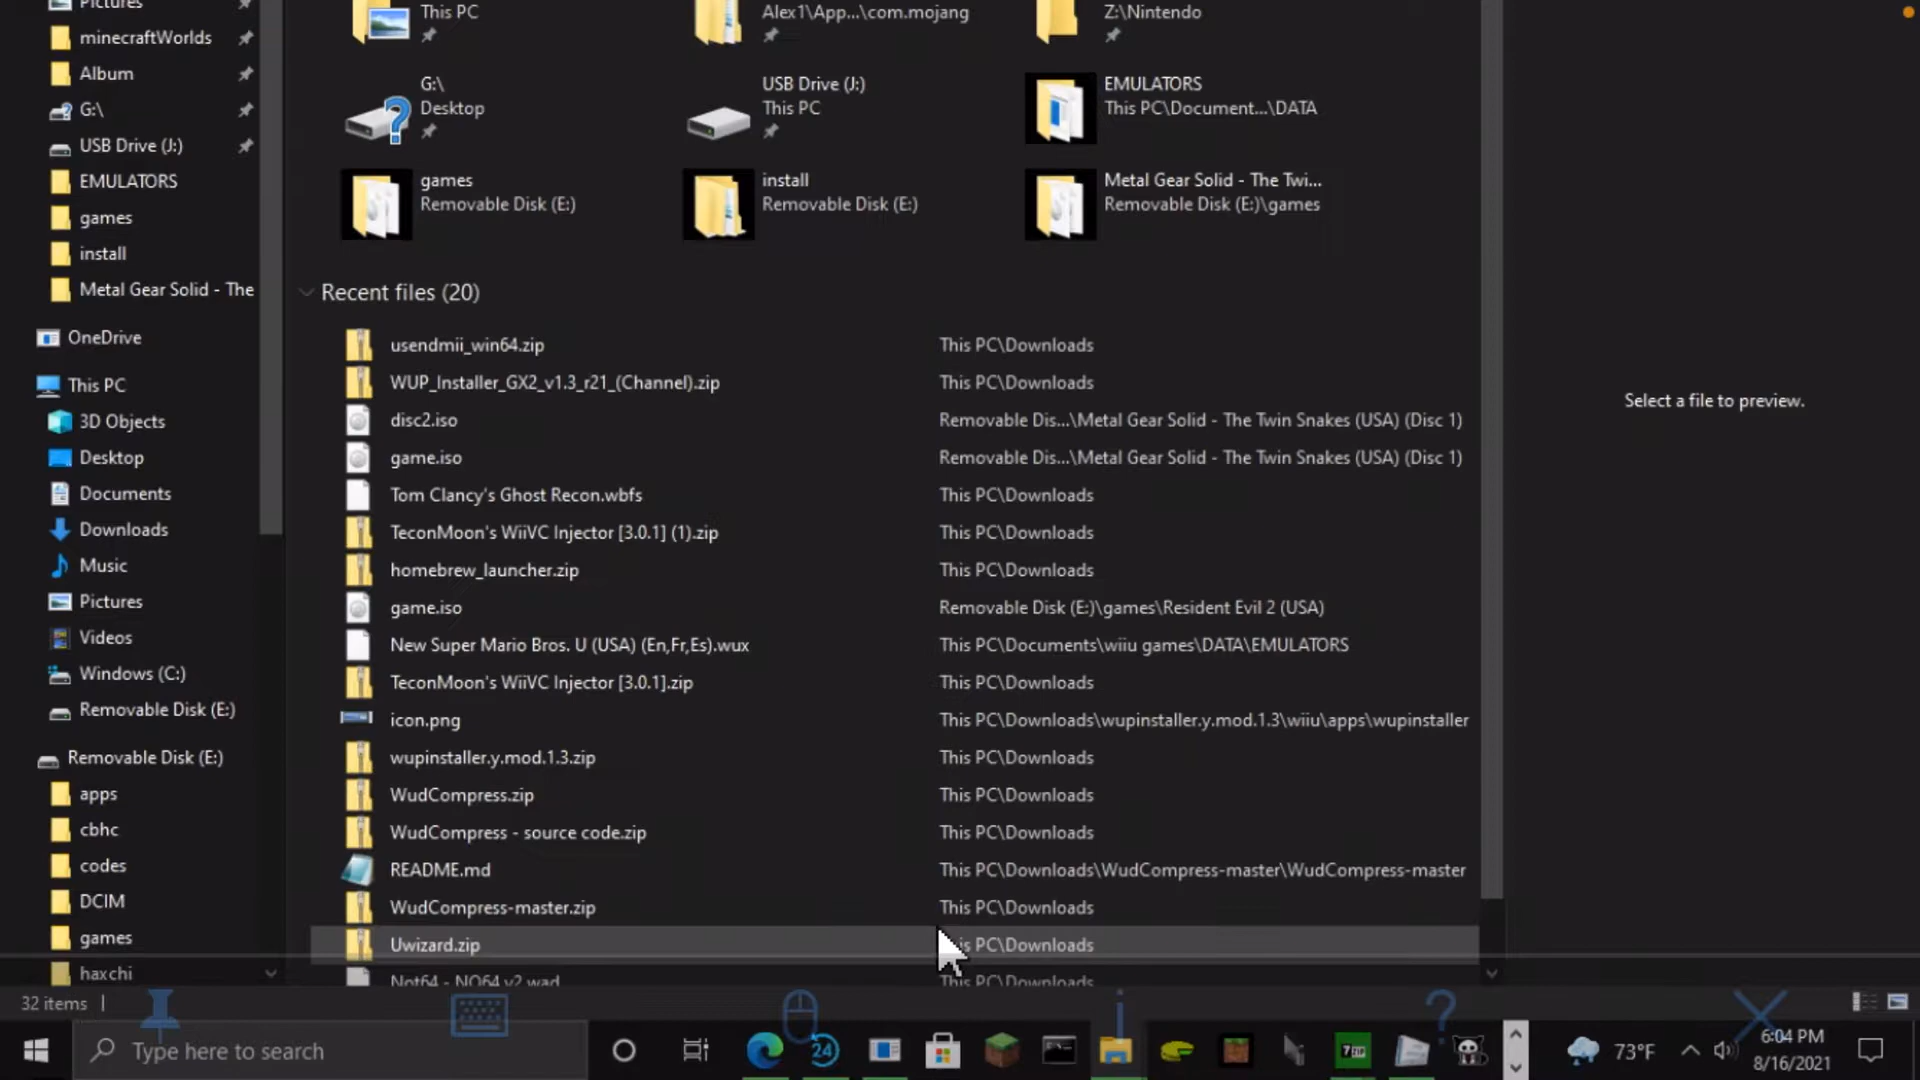 Pictures
minecraftWorlds
Album
G:\
USB Drive (J:)
EMULATORS
games
install
Metal Gear Solid - The
OneDrive
This PC
3D Objects
Desktop
Documents
Downloads
Music
Pictures
Videos
Windows (C:)
Removable Disk (E:)
Removable Disk (E:)
apps
cbhc
codes
DCIM
games
haxchi
This PC
Alex1\App...\com.mojang
Z:\Nintendo
G:\
Desktop
USB Drive (J:)
This PC
EMULATORS
This PC\Document...\DATA
games
Removable Disk (E:)
install
Removable Disk (E:)
Metal Gear Solid - The Twi...
Removable Disk (E:)\games
Recent files (20)
usendmii_win64.zip This PC\Downloads
WUP_Installer_GX2_v1.3_r21_(Channel).zip This PC\Downloads
disc2.iso Removable Dis...\Metal Gear Solid - The Twin Snakes (USA) (Disc 1)
game.iso Removable Dis...\Metal Gear Solid - The Twin Snakes (USA) (Disc 1)
Tom Clancy's Ghost Recon.wbfs This PC\Downloads
TeconMoon's WiiVC Injector [3.0.1] (1).zip This PC\Downloads
homebrew_launcher.zip This PC\Downloads
game.iso Removable Disk (E:)\games\Resident Evil 2 (USA)
New Super Mario Bros. U (USA) (En,Fr,Es).wux This PC\Documents\wiiu games\DATA\EMULATORS
TeconMoon's WiiVC Injector [3.0.1].zip This PC\Downloads
icon.png This PC\Downloads\wupinstaller.y.mod.1.3\wiiu\apps\wupinstaller
wupinstaller.y.mod.1.3.zip This PC\Downloads
WudCompress.zip This PC\Downloads
WudCompress - source code.zip This PC\Downloads
README.md This PC\Downloads\WudCompress-master\WudCompress-master
WudCompress-master.zip This PC\Downloads
Uwizard.zip This PC\Downloads
Not64 - NO64 v2.wad This PC\Downloads
Select a file to preview.
32 items
Type here to search
24
7ZIP
73°F
6:04 PM
8/16/2021